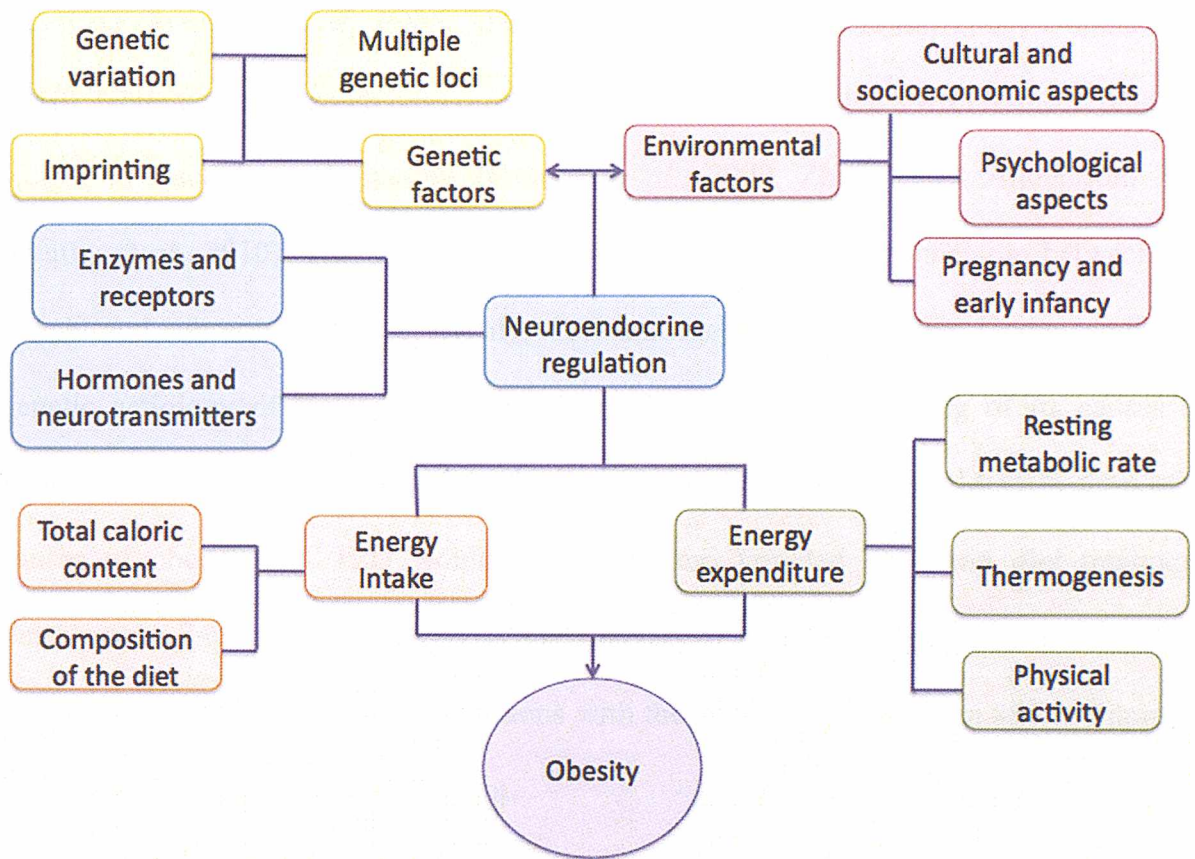 Genetic
variation
Multiple
genetic loci
Imprinting
Genetic
factors
Environmental
factors
Cultural and
socioeconomic aspects
Psychological
aspects
Pregnancy and
early infancy
Enzymes and
receptors
Hormones and
neurotransmitters
Neuroendocrine
regulation
Total caloric
content
Composition
of the diet
Energy
Intake
Energy
expenditure
Resting
metabolic rate
Thermogenesis
Physical
activity
Obesity